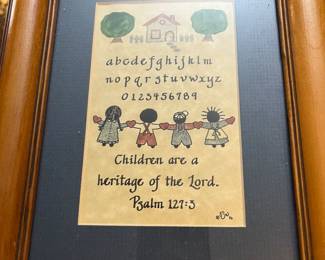 abcdefghijklm
nopqrstuvwxyz
0123456789
Children are a
heritage of the Lord.
Psalm 127:3